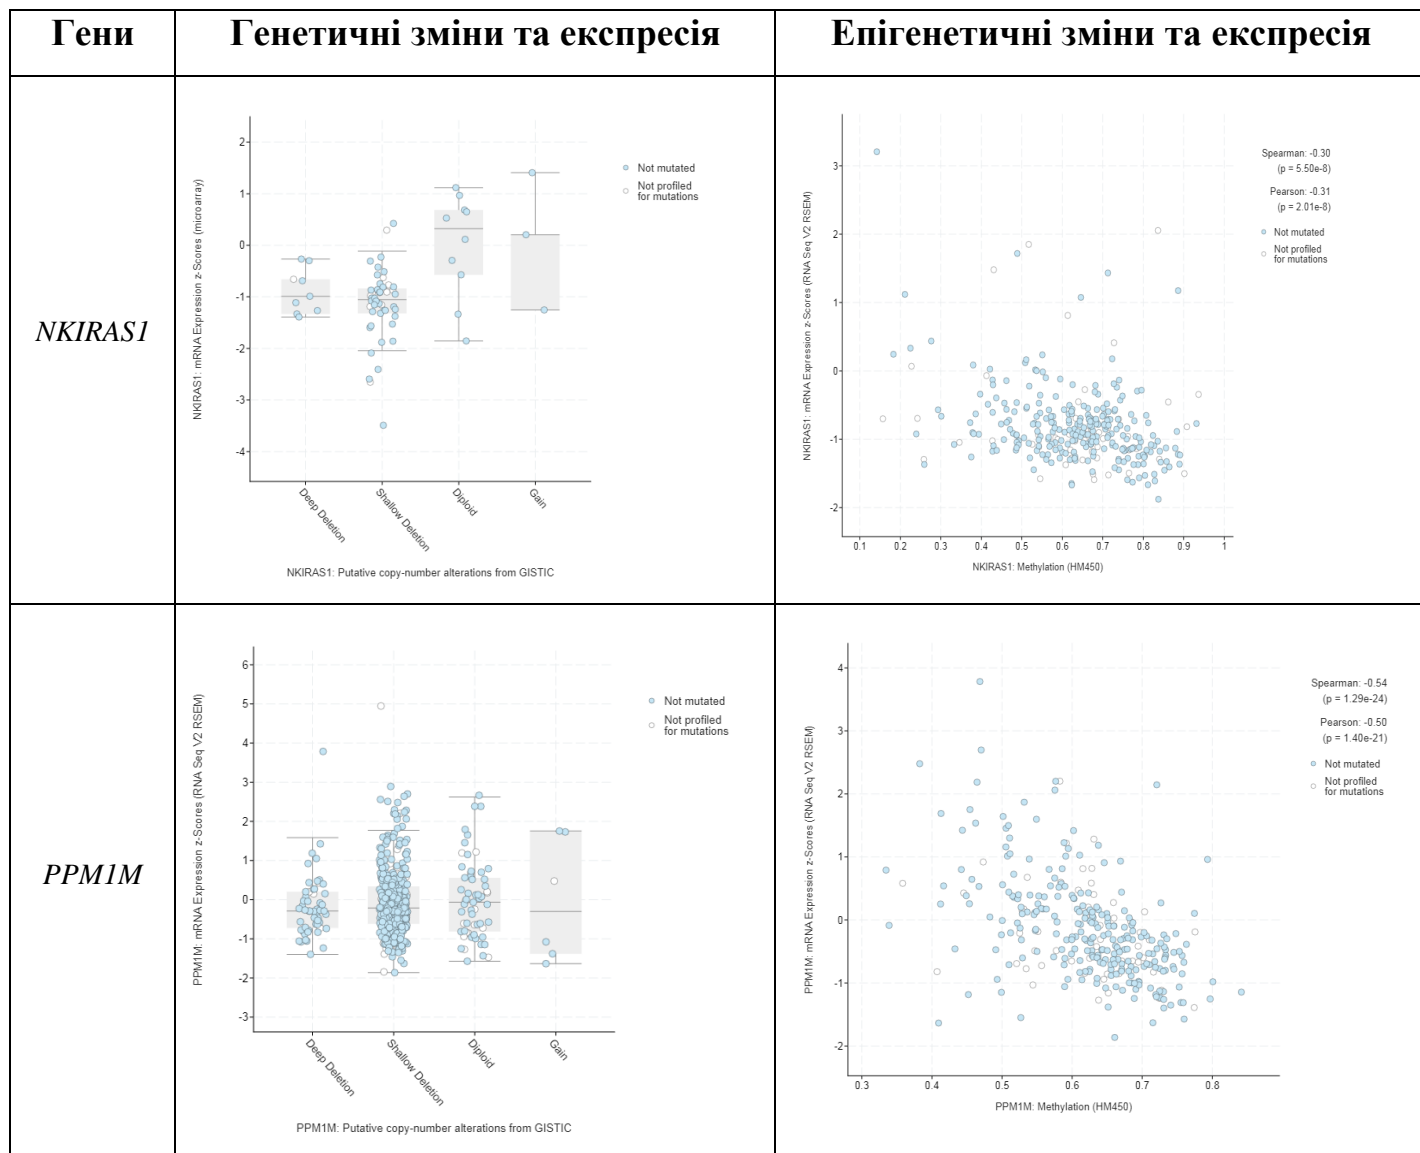 Гени
Генетичні зміни та експресія
Епігенетичні зміни та експресія
NKIRAS1
NKIRAS1: mRNA Expression z-Scores (microarray)
2
1
0
-1
-2
-3
-4
Deep Deletion
Shallow Deletion
Diploid
Gain
NKIRAS1: Putative copy-number alterations from GISTIC
Not mutated
Not profiled
for mutations
NKIRAS1: mRNA Expression z-Scores (RNA Seq V2 RSEM)
3
2
1
0
-1
-2
0.1 0.2 0.3 0.4 0.5 0.6 0.7 0.8 0.9 1
NKIRAS1: Methylation (HM450)
Spearman: -0.30
(p = 5.50e-8)
Pearson: -0.31
(p = 2.01e-8)
Not mutated
Not profiled
for mutations
PPM1M
PPM1M: mRNA Expression z-Scores (RNA Seq V2 RSEM)
6
5
4
3
2
1
0
-1
-2
-3
Deep Deletion
Shallow Deletion
Diploid
Gain
PPM1M: Putative copy-number alterations from GISTIC
Not mutated
Not profiled
for mutations
PPM1M: mRNA Expression z-Scores (RNA Seq V2 RSEM)
4
3
2
1
0
-1
-2
0.3 0.4 0.5 0.6 0.7 0.8
PPM1M: Methylation (HM450)
Spearman: -0.54
(p = 1.29e-24)
Pearson: -0.50
(p = 1.40e-21)
Not mutated
Not profiled
for mutations